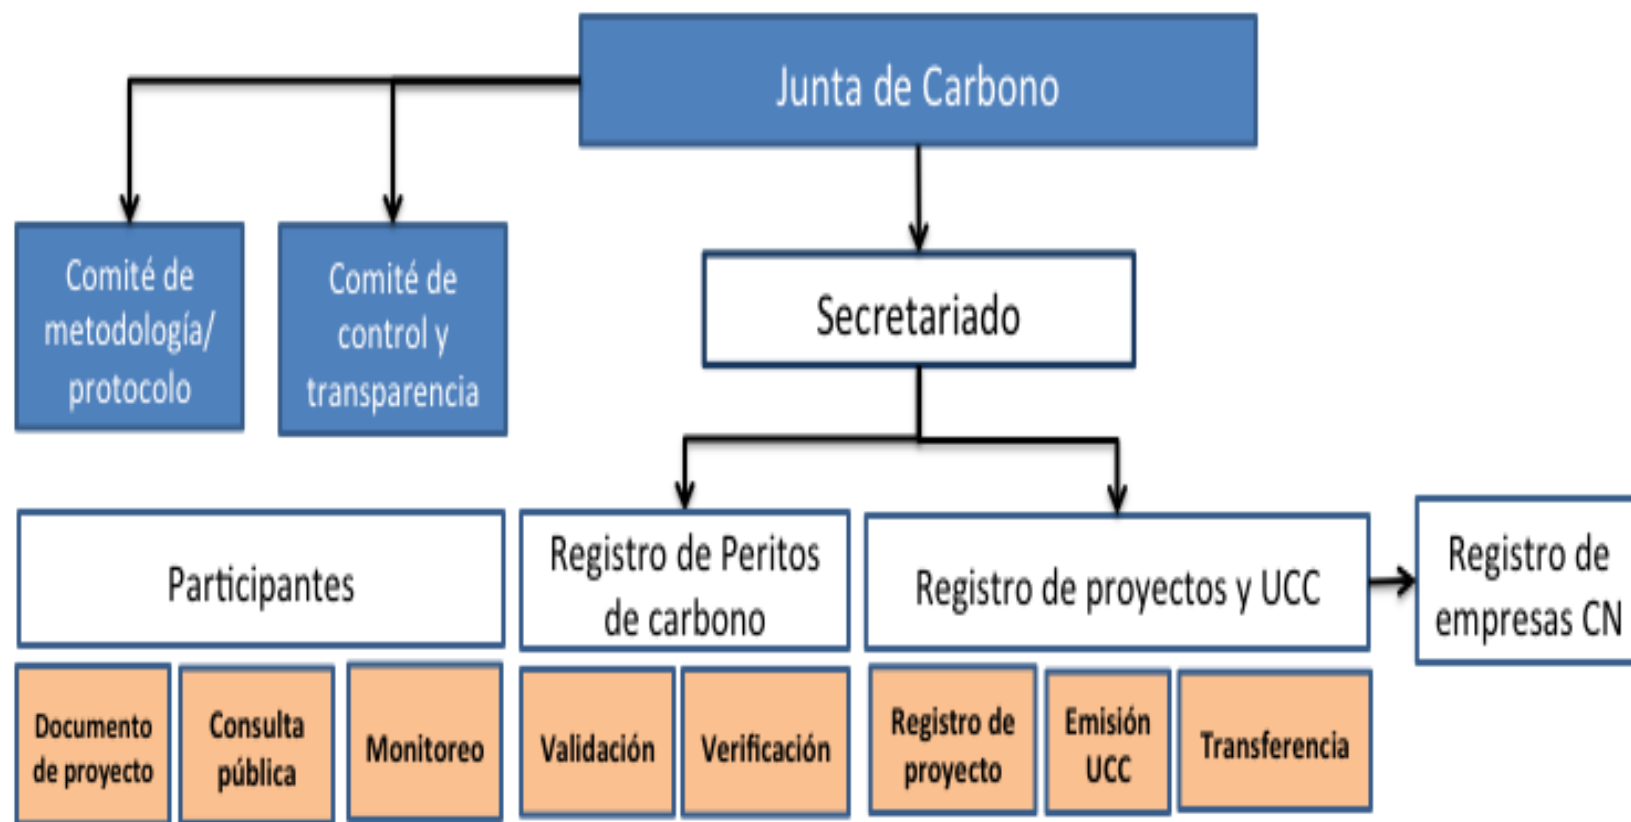 Junta de Carbono
Comité de
metodología/
protocolo
Comité de
control y
transparencia
Secretariado
Participantes
Registro de Peritos
de carbono
Registro de proyectos y UCC
Registro de
empresas CN
Documento
de proyecto
Consulta
pública
Monitoreo
Validación
Verificación
Registro de
proyecto
Emisión
UCC
Transferencia